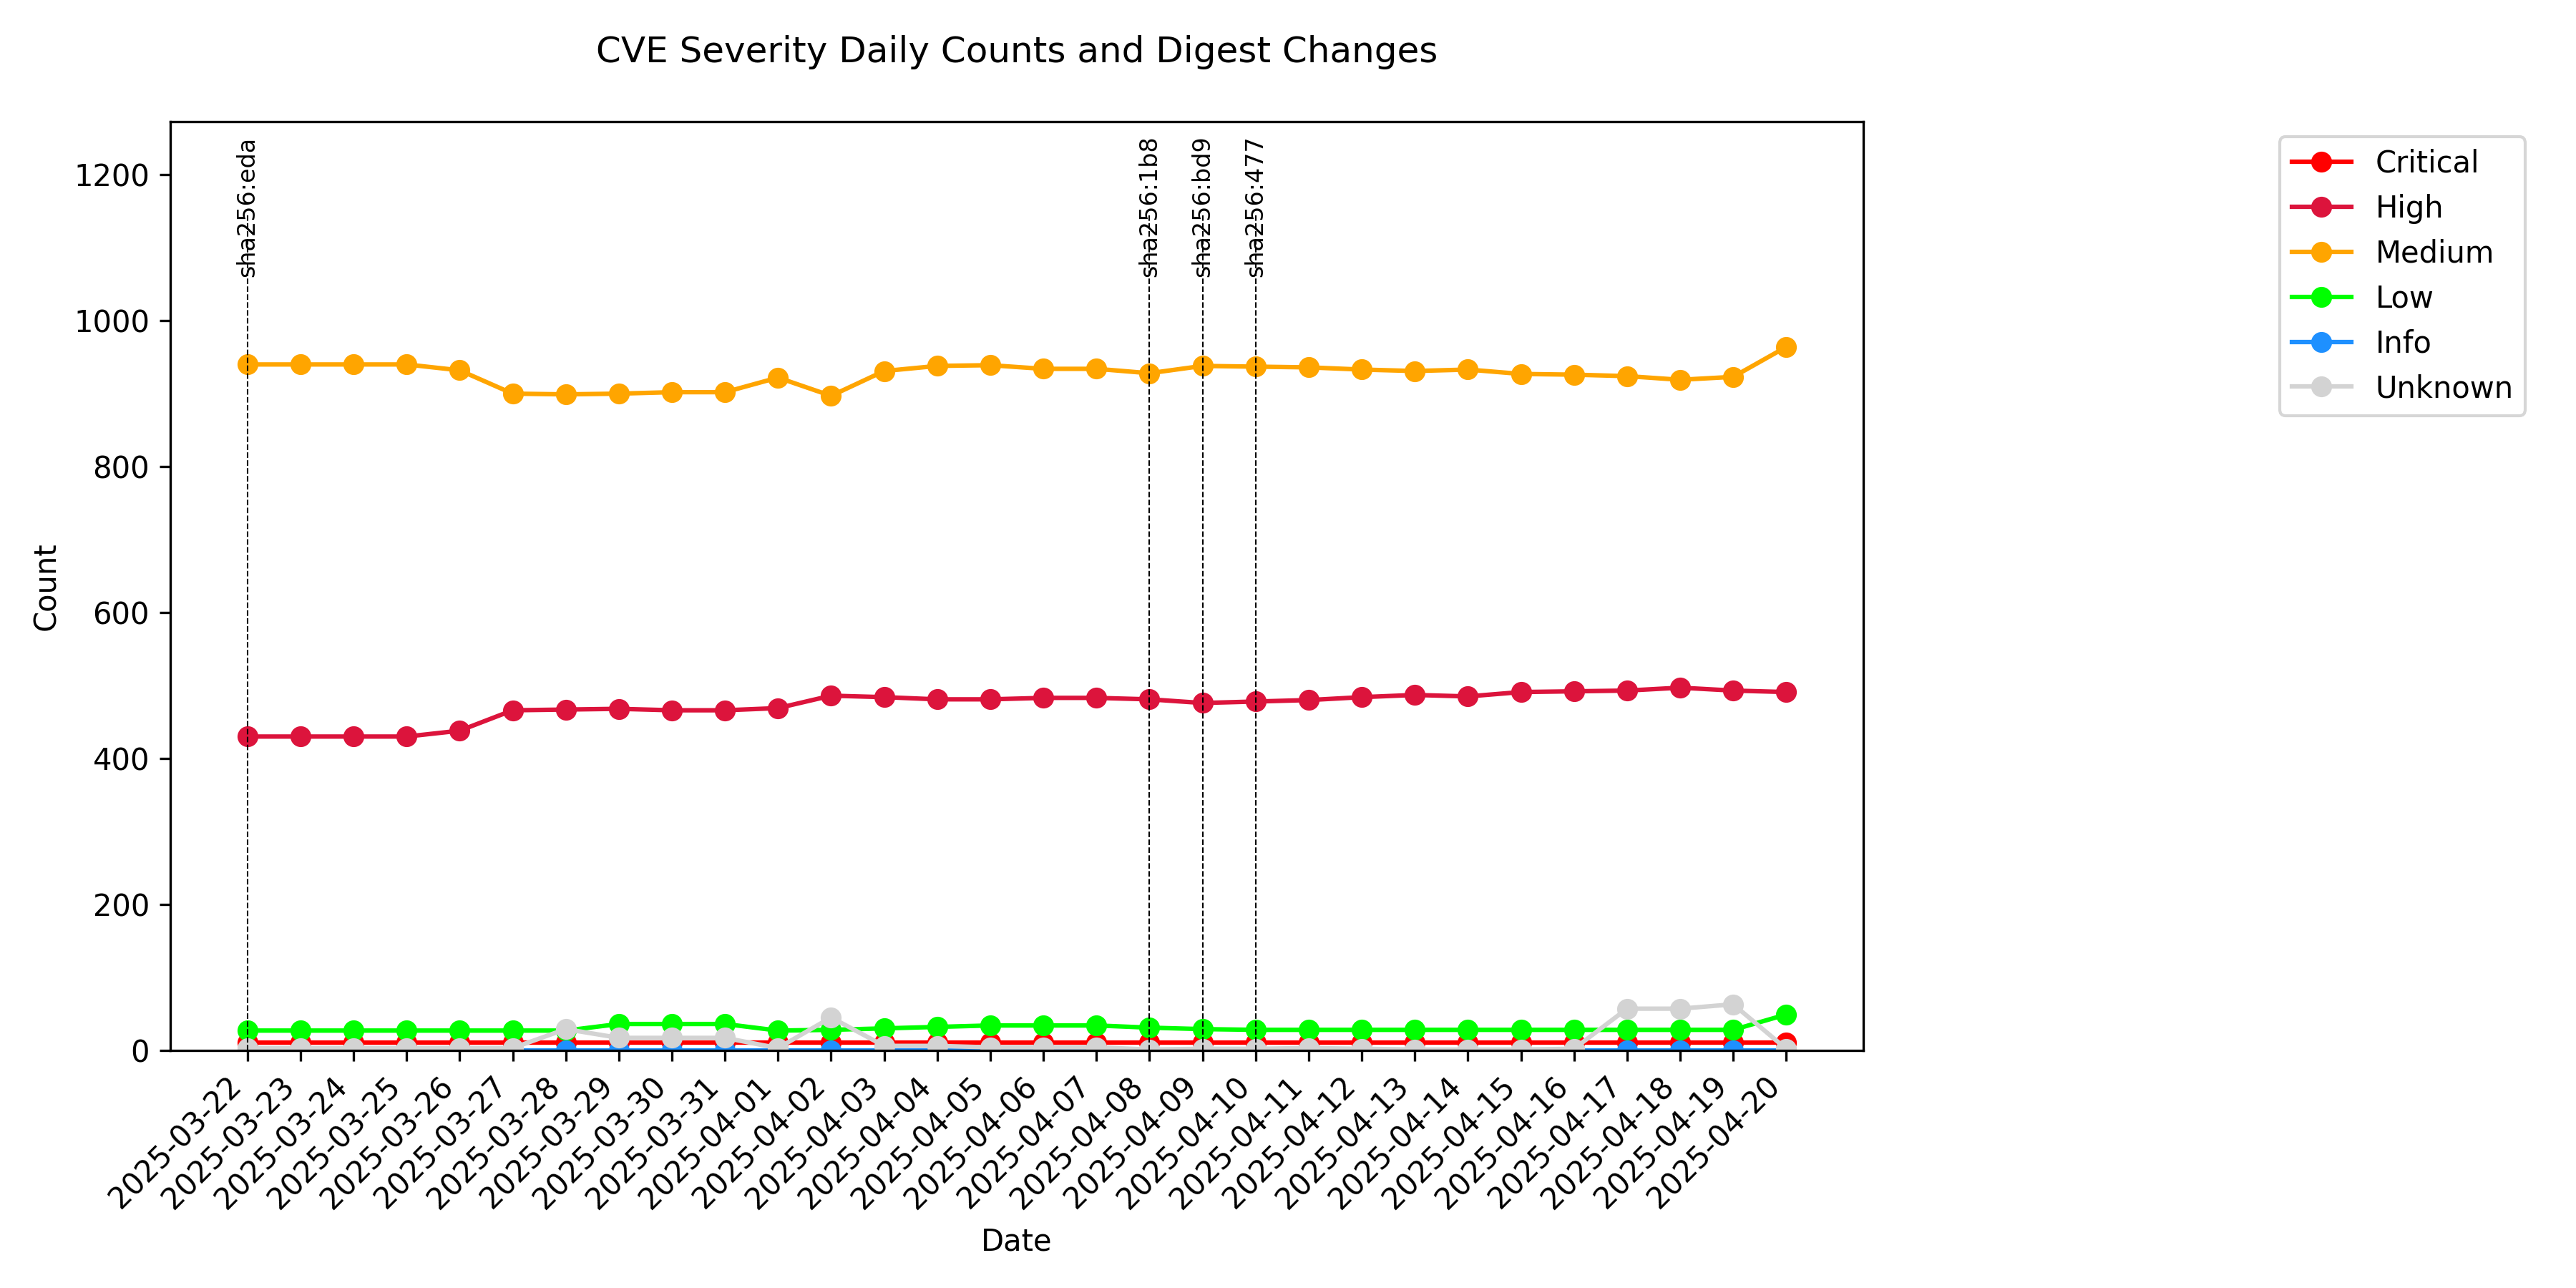 CVE Severity Daily Counts and Digest Changes
sha256:eda
sha256:1b8
sha256:bd9
sha256:477
1200
1000
800
600
400
200
0
Count
2025-03-22
2025-03-23
2025-03-24
2025-03-25
2025-03-26
2025-03-27
2025-03-28
2025-03-29
2025-03-30
2025-03-31
2025-04-01
2025-04-02
2025-04-03
2025-04-04
2025-04-05
2025-04-06
2025-04-07
2025-04-08
2025-04-09
2025-04-10
2025-04-11
2025-04-12
2025-04-13
2025-04-14
2025-04-15
2025-04-16
2025-04-17
2025-04-18
2025-04-19
2025-04-20
Date
Critical
High
Medium
Low
Info
Unknown